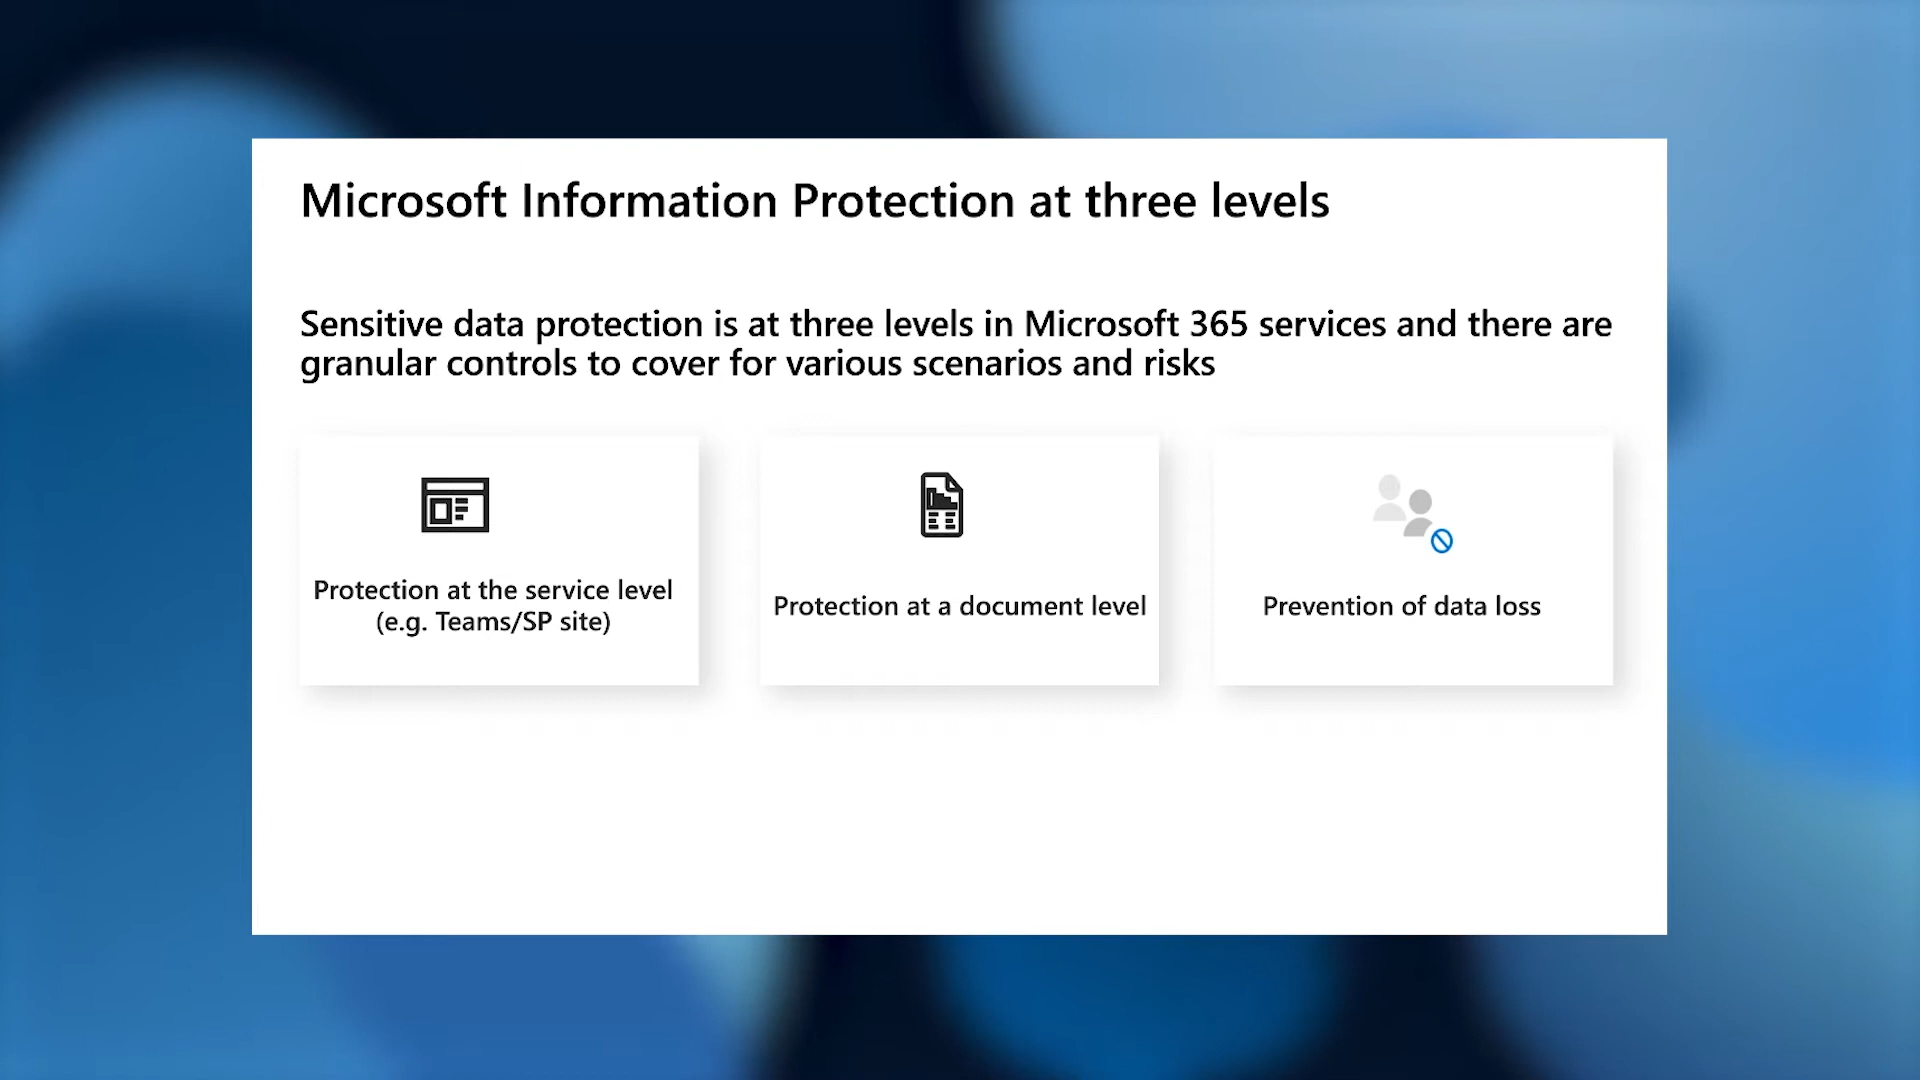 Microsoft Information Protection at three levels
Sensitive data protection is at three levels in Microsoft 365 services and there are
granular controls to cover for various scenarios and risks
Protection at the service level
(e.g. Teams/SP site)
Protection at a document level
Prevention of data loss